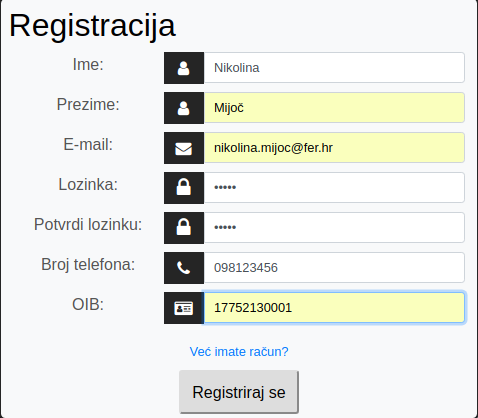 Registracija
Ime: Nikolina
Prezime: Mijoč
E-mail: nikolina.mijoc@fer.hr
Lozinka: •••••
Potvrdi lozinku: •••••
Broj telefona: 098123456
OIB: 17752130001
Već imate račun?
Registriraj se